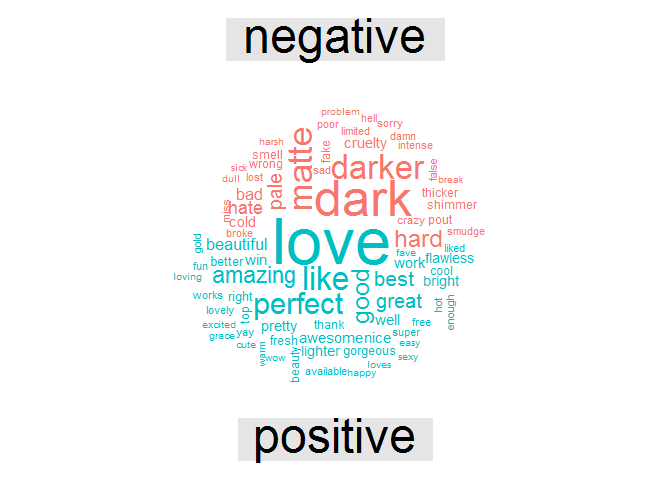 negative
problem
hell
poor
sorry
limited
damn
harsh
matte
fake
cruelty
intense
smell
wrong
sad
darker
false
sick
dull
lost
pale
dark
break
bad
thicker
miss
hate
shimmer
cold
crazy
pout
broke
love
hard
smudge
gold
beautiful
fave
liked
fun
better
win
work
flawless
loving
amazing
like
best
cool
bright
works
right
perfect
good
great
hot
enough
lovely
top
excited
pretty
thank
well
free
grace
yay
awesome
nice
super
cute
fresh
easy
warm
wow
beauty
lighter
gorgeous
sexy
available
happy
loves
positive